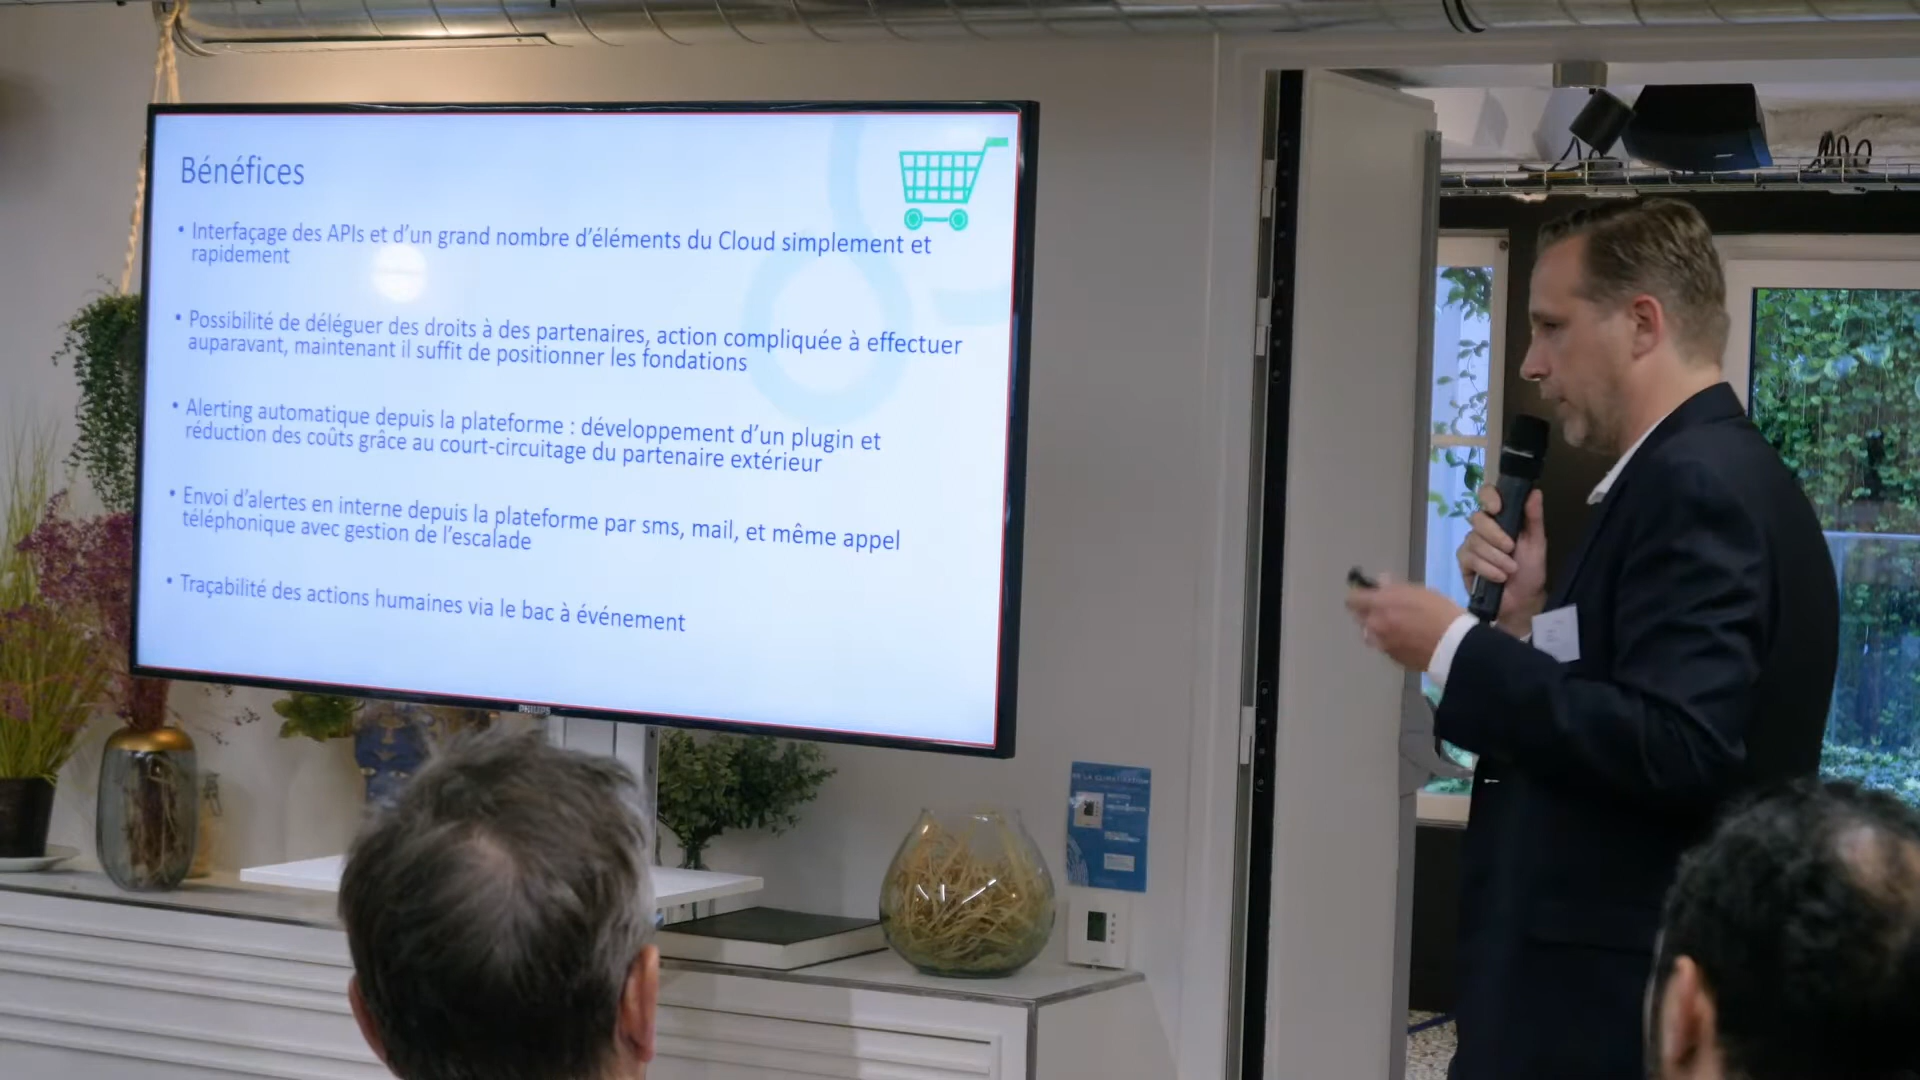 Bénéfices
• Interfaçage des APIs et d'un grand nombre d'éléments du Cloud simplement et
rapidement
• Possibilité de déléguer des droits à des partenaires, action compliquée à effectuer
auparavant, maintenant il suffit de positionner les fondations
• Alerting automatique depuis la plateforme : développement d'un plugin et
réduction des coûts grâce au court-circuitage du partenaire extérieur
• Envoi d'alertes en interne depuis la plateforme par sms, mail, et même appel
téléphonique avec gestion de l'escalade
• Traçabilité des actions humaines via le bac à événement
PHILIPS
DE LA CLIMATISATION